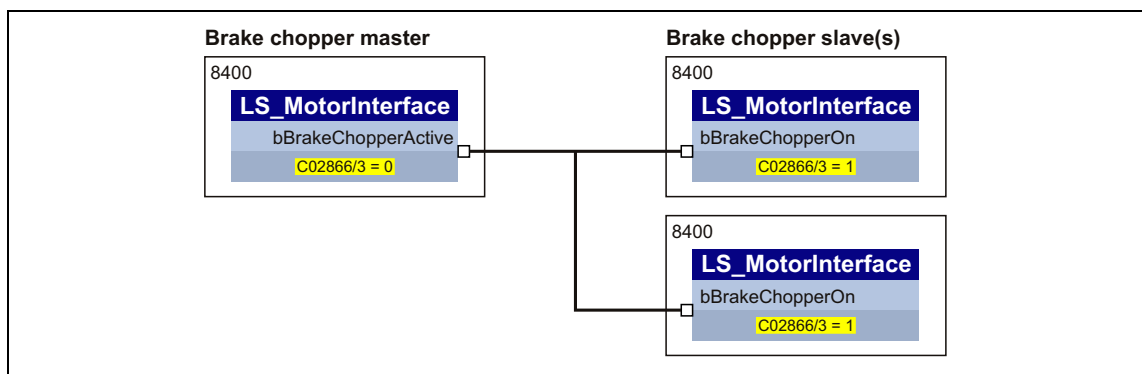 Brake chopper master
8400
LS_MotorInterface
bBrakeChopperActive
C02866/3 = 0
Brake chopper slave(s)
8400
LS_MotorInterface
bBrakeChopperOn
C02866/3 = 1
8400
LS_MotorInterface
bBrakeChopperOn
C02866/3 = 1